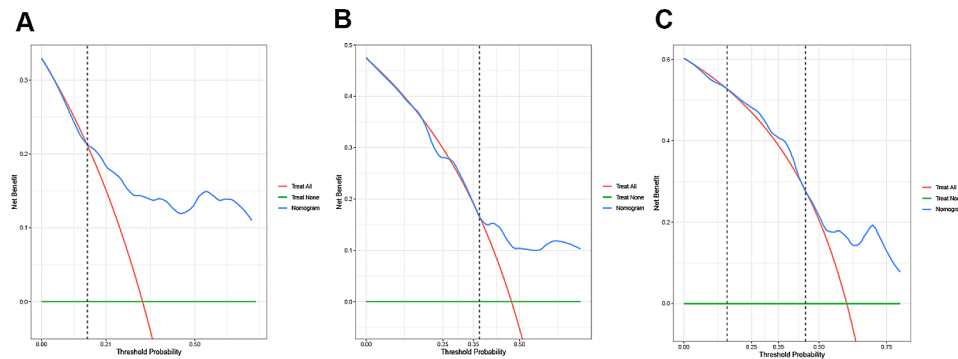 A
B
C
Net Benefit
0.3
0.2
0.1
0.0
0.00
0.25
0.50
Threshold Probability
Treat All
Treat None
Nomogram
Net Benefit
0.5
0.4
0.3
0.2
0.1
0.0
0.00
0.25
0.35
0.50
Threshold Probability
Treat All
Treat None
Nomogram
Net Benefit
0.6
0.4
0.2
0.0
0.00
0.25
0.35
0.50
0.75
Threshold Probability
Treat All
Treat Non
Nomogra